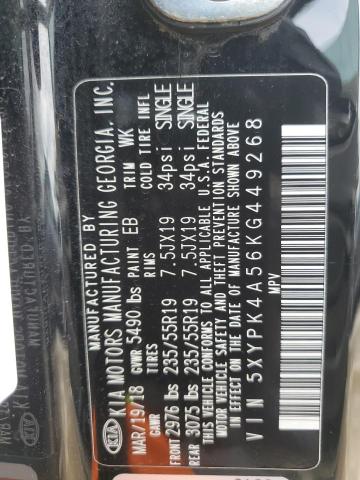 MANUFACTURED BY
KIA KIA MOTORS MANUFACTURING GEORGIA, INC.
MAR/19/18 GVWR 5490 lbs PAINT EB TRIM WK
GAWR TIRES RIMS COLD TIRE INFL
FRONT 2976 lbs 235/55R19 7.5JX19 34psi SINGLE
REAR 3075 lbs 235/55R19 7.5JX19 34psi SINGLE
THIS VEHICLE CONFORMS TO ALL APPLICABLE U.S.A. FEDERAL
MOTOR VEHICLE SAFETY AND THEFT PREVENTION STANDARDS
IN EFFECT ON THE DATE OF MANUFACTURE SHOWN ABOVE
VIN 5XYPK4A56KG449268
MPV